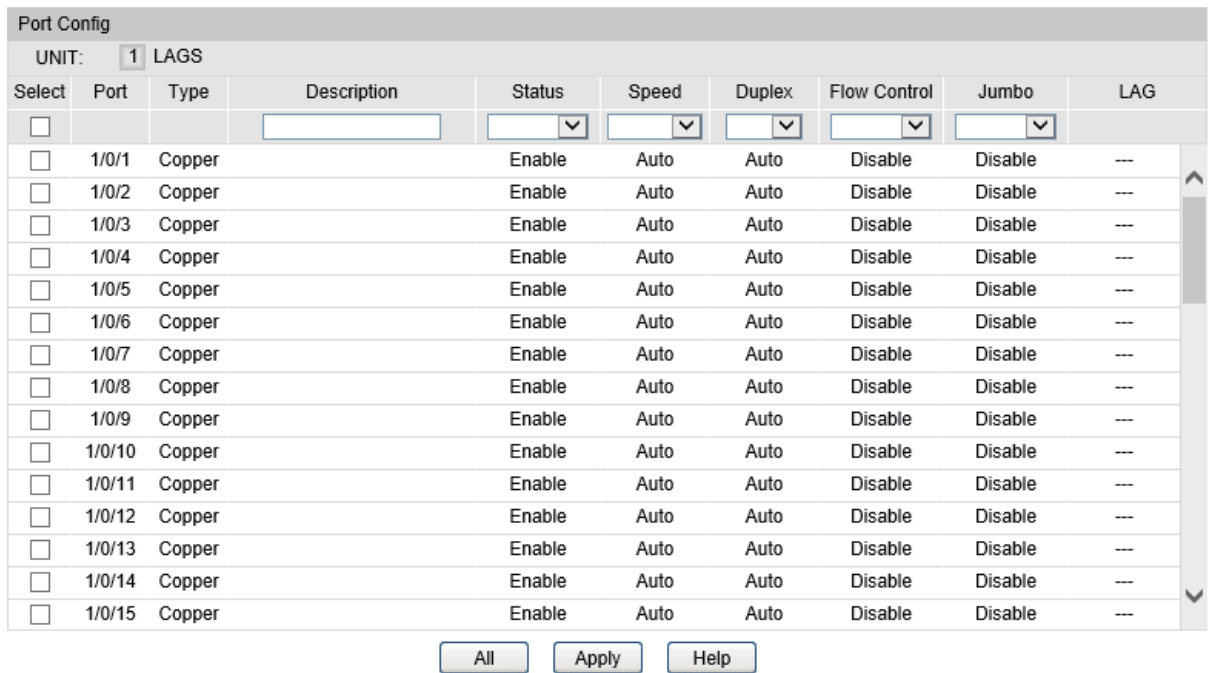 Port Config
UNIT: 1 LAGS
Select Port Type Description Status Speed Duplex Flow Control Jumbo LAG
1/0/1 Copper Enable Auto Auto Disable Disable ---
1/0/2 Copper Enable Auto Auto Disable Disable ---
1/0/3 Copper Enable Auto Auto Disable Disable ---
1/0/4 Copper Enable Auto Auto Disable Disable ---
1/0/5 Copper Enable Auto Auto Disable Disable ---
1/0/6 Copper Enable Auto Auto Disable Disable ---
1/0/7 Copper Enable Auto Auto Disable Disable ---
1/0/8 Copper Enable Auto Auto Disable Disable ---
1/0/9 Copper Enable Auto Auto Disable Disable ---
1/0/10 Copper Enable Auto Auto Disable Disable ---
1/0/11 Copper Enable Auto Auto Disable Disable ---
1/0/12 Copper Enable Auto Auto Disable Disable ---
1/0/13 Copper Enable Auto Auto Disable Disable ---
1/0/14 Copper Enable Auto Auto Disable Disable ---
1/0/15 Copper Enable Auto Auto Disable Disable ---
All Apply Help